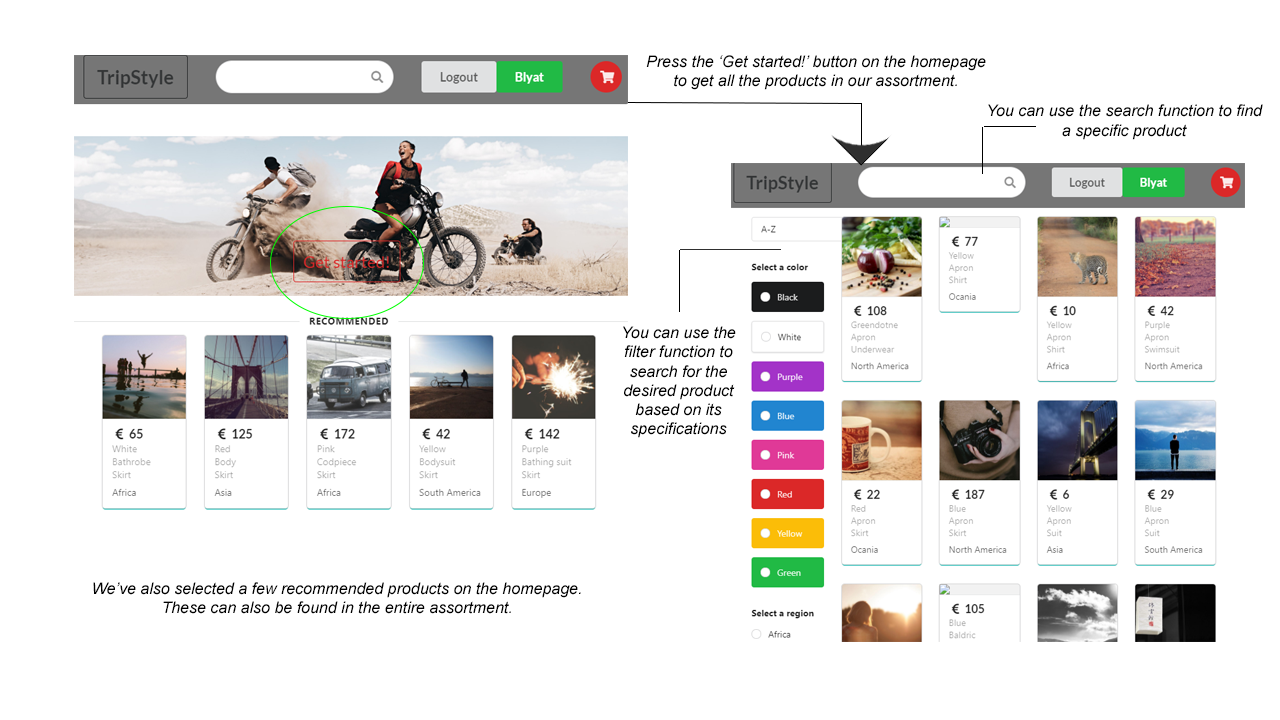 TripStyle
Logout
Blyat
Press the ‘Get started!’ button on the homepage
to get all the products in our assortment.
You can use the search function to find
a specific product
Get started!
RECOMMENDED
€ 65
White
Bathrobe
Skirt
Africa
€ 125
Red
Body
Skirt
Asia
€ 172
Pink
Codpiece
Skirt
Africa
€ 42
Yellow
Bodysuit
Skirt
South America
€ 142
Purple
Bathing suit
Skirt
Europe
We’ve also selected a few recommended products on the homepage.
These can also be found in the entire assortment.
You can use the
filter function to
search for the
desired product
based on its
specifications
TripStyle
Logout
Blyat
A-Z
Select a color
Black
White
Purple
Blue
Pink
Red
Yellow
Green
Select a region
Africa
€ 108
Greendotne
Apron
Underwear
North America
€ 77
Yellow
Apron
Shirt
Ocania
€ 10
Yellow
Apron
Shirt
Africa
€ 42
Purple
Apron
Swimsuit
North America
€ 22
Red
Apron
Skirt
Ocania
€ 187
Blue
Apron
Skirt
North America
€ 6
Yellow
Apron
Suit
Asia
€ 29
Blue
Apron
Suit
South America
€ 105
Blue
Baldric